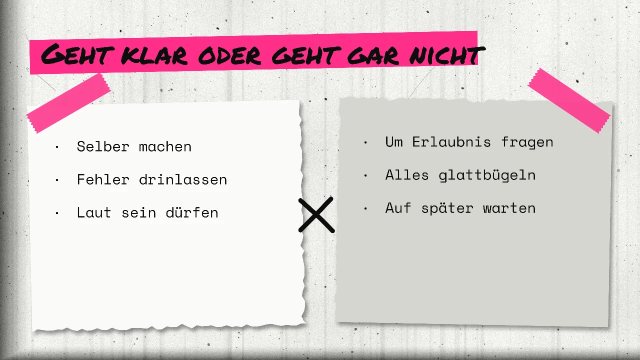 Geht klar oder geht gar nicht
· Selber machen
· Fehler drinlassen
· Laut sein dürfen
· Um Erlaubnis fragen
· Alles glattbügeln
· Auf später warten